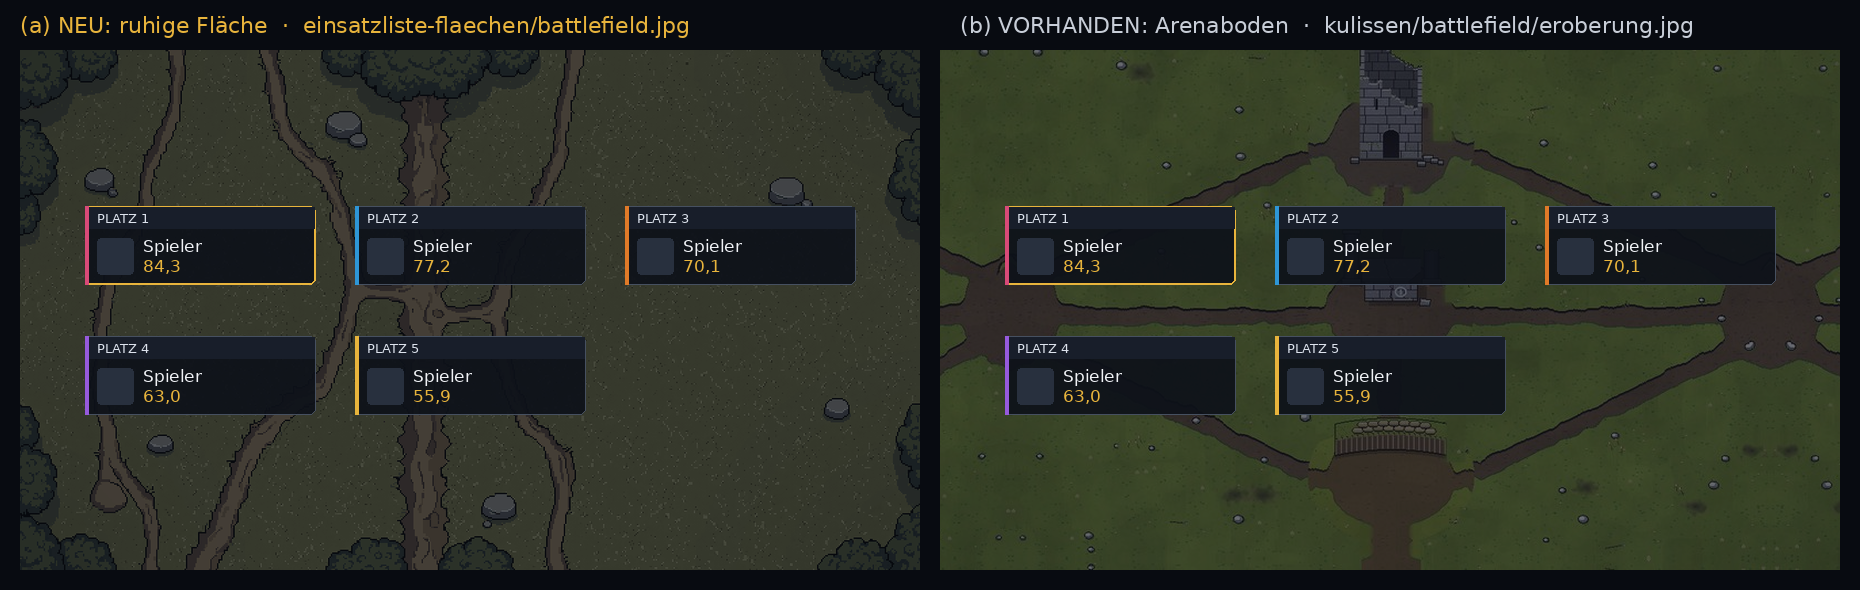 (a) NEU: ruhige Fläche · einsatzliste-flaechen/battlefield.jpg
PLATZ 1
Spieler
84,3
PLATZ 2
Spieler
77,2
PLATZ 3
Spieler
70,1
PLATZ 4
Spieler
63,0
PLATZ 5
Spieler
55,9
(b) VORHANDEN: Arenaboden · kulissen/battlefield/eroberung.jpg
PLATZ 1
Spieler
84,3
PLATZ 2
Spieler
77,2
PLATZ 3
Spieler
70,1
PLATZ 4
Spieler
63,0
PLATZ 5
Spieler
55,9